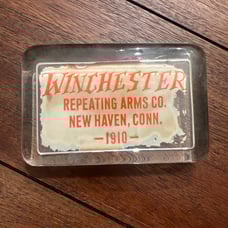 WINCHESTER
REPEATING ARMS CO.
NEW HAVEN, CONN.
—1910—